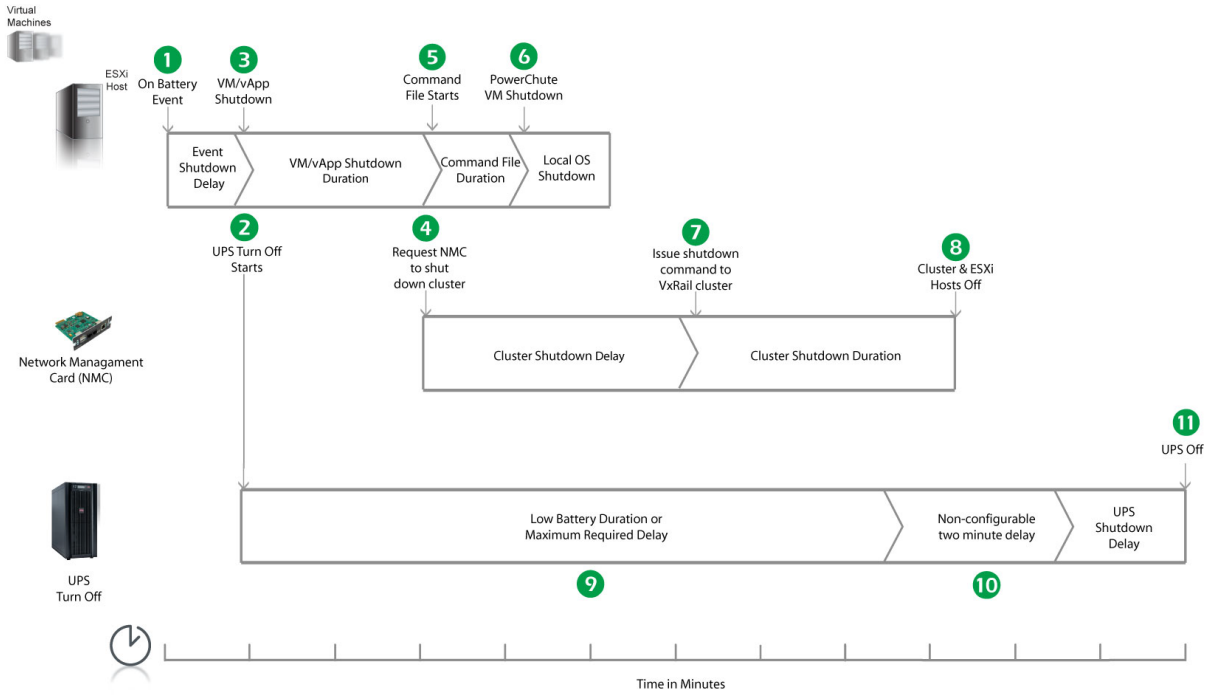 Virtual
Machines
ESXi
Host
1
On Battery
Event
3
VM/vApp
Shutdown
5
Command
File Starts
6
PowerChute
VM Shutdown
Event
Shutdown
Delay
VM/vApp Shutdown
Duration
Command File
Duration
Local OS
Shutdown
2
UPS Turn Off
Starts
4
Request NMC
to shut
down cluster
7
Issue shutdown
command to
VxRail cluster
8
Cluster & ESXi
Hosts Off
Network Managament
Card (NMC)
Cluster Shutdown Delay
Cluster Shutdown Duration
11
UPS Off
UPS
Turn Off
Low Battery Duration or
Maximum Required Delay
Non-configurable
two minute delay
UPS
Shutdown
Delay
9
10
Time in Minutes